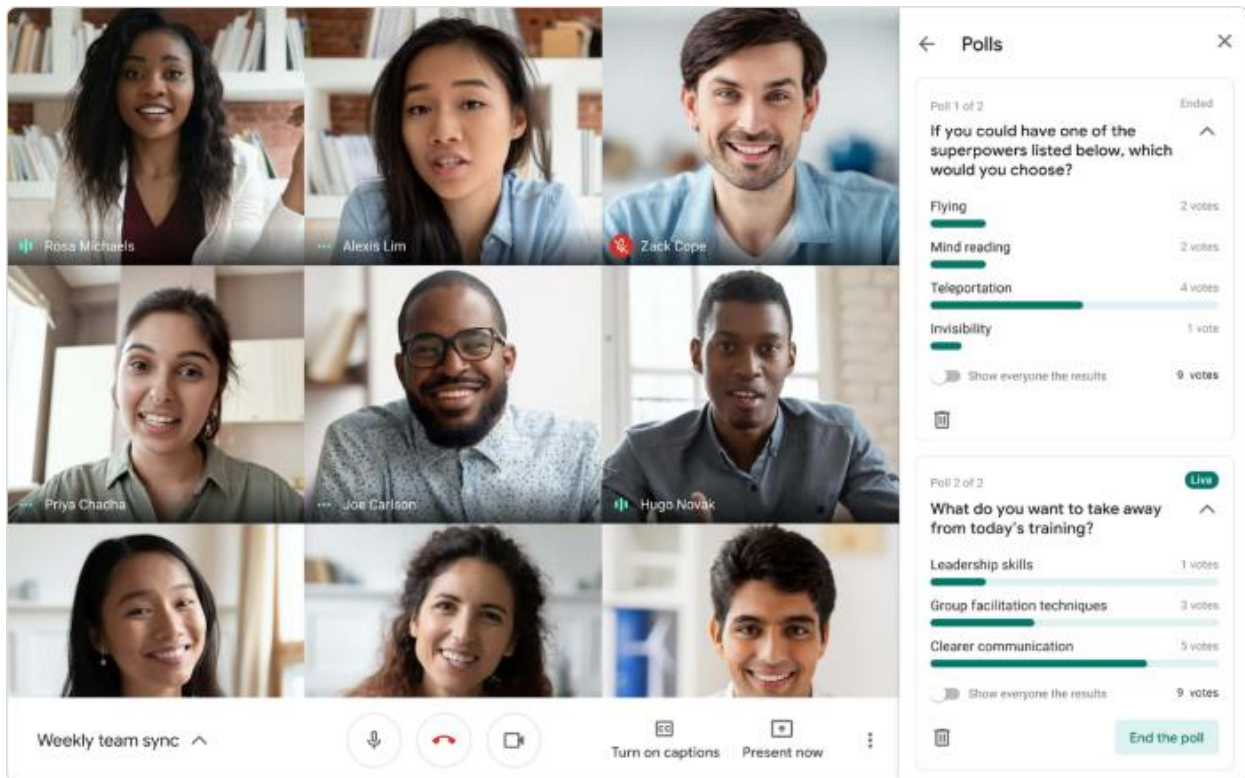 Rosa Michaels
Alexis Lim
Zack Cope
Priya Chadha
Joe Carlson
Hugo Novak
Weekly team sync
CC
Turn on captions
Present now
Polls
Poll 1 of 2
Ended
If you could have one of the
superpowers listed below, which
would you choose?
Flying 2 votes
Mind reading 2 votes
Teleportation 4 votes
Invisibility 1 vote
Show everyone the results 9 votes
Poll 2 of 2
Live
What do you want to take away
from today's training?
Leadership skills 1 votes
Group facilitation techniques 3 votes
Clearer communication 5 votes
Show everyone the results 9 votes
End the poll